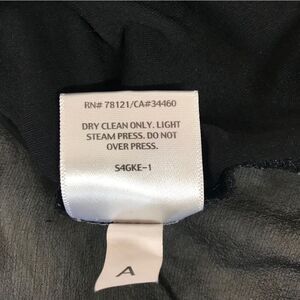 RN# 78121/CA#34460
DRY CLEAN ONLY. LIGHT
STEAM PRESS. DO NOT
OVER PRESS.
S4GKE-1
A